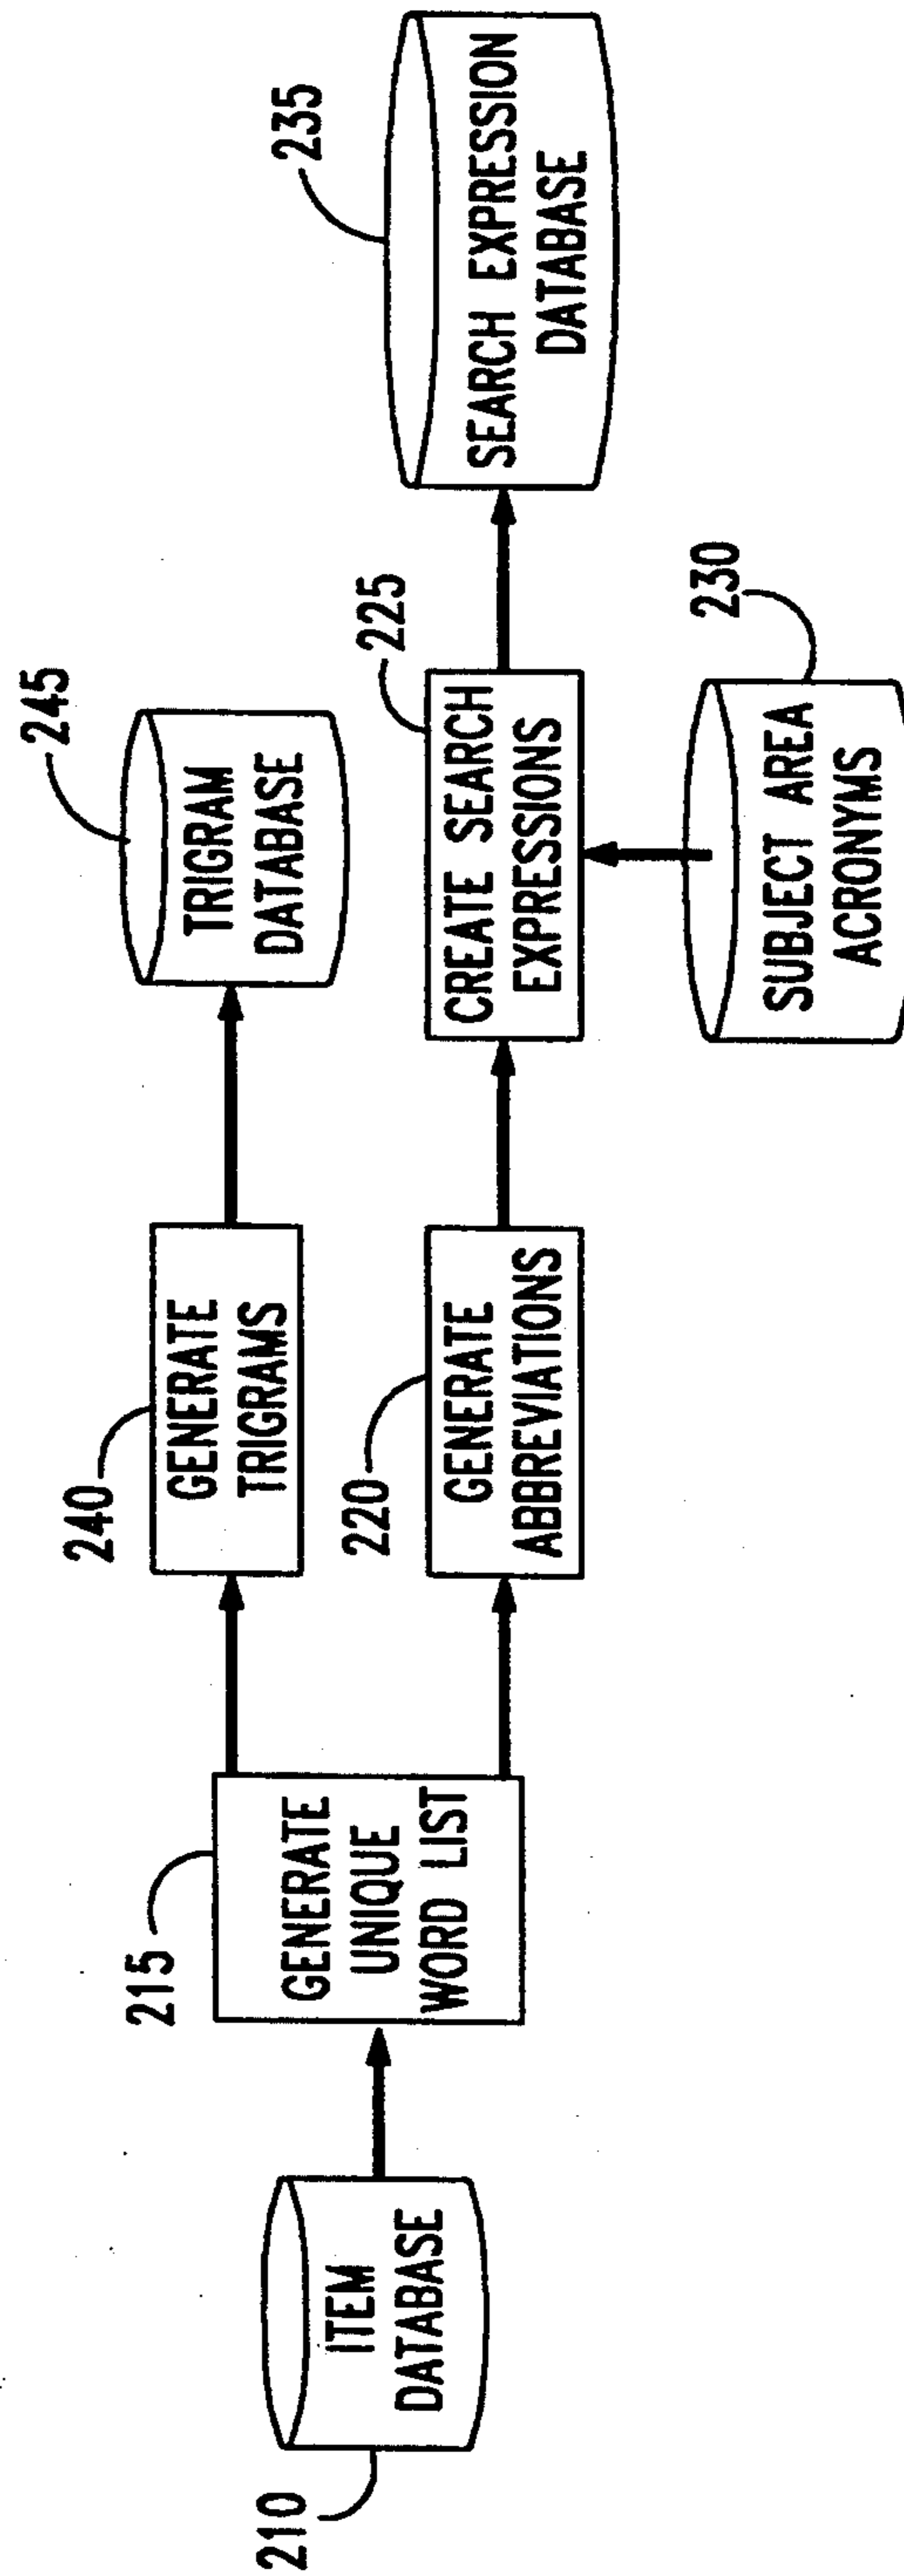 210
ITEM
DATABASE
215
GENERATE
UNIQUE
WORD LIST
240
GENERATE
TRIGRAMS
245
TRIGRAM
DATABASE
220
GENERATE
ABBREVIATIONS
225
CREATE SEARCH
EXPRESSIONS
230
SUBJECT AREA
ACRONYMS
235
SEARCH EXPRESSION
DATABASE